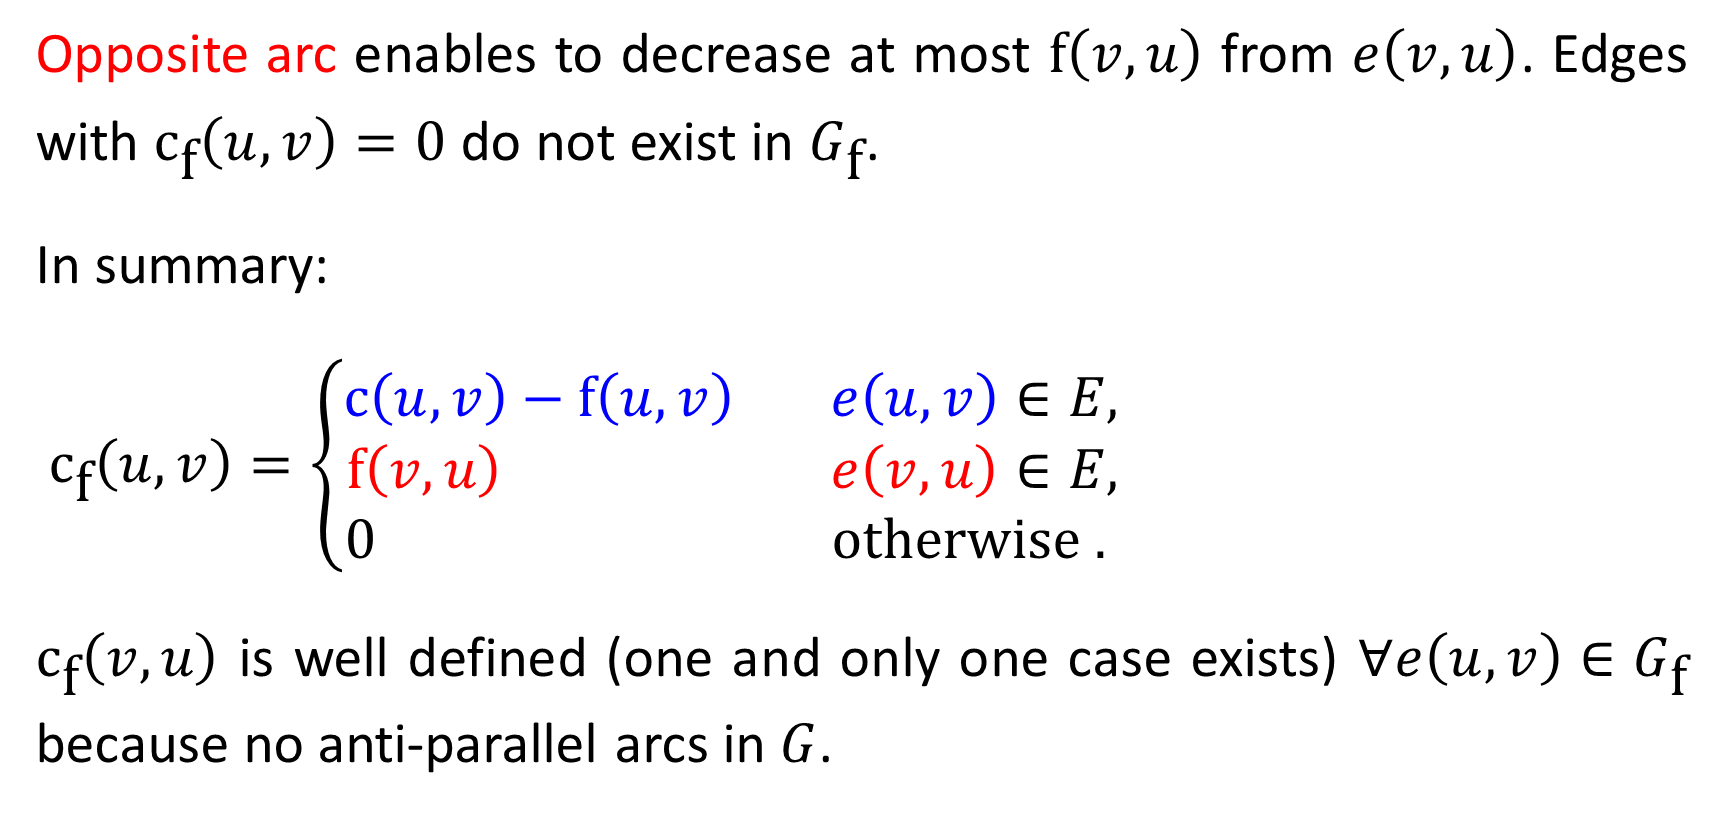 Opposite arc enables to decrease at most f(v, u) from e(v, u). Edges
with c_f(u, v) = 0 do not exist in G_f.
In summary:
c_f(u, v) = { c(u, v) − f(u, v)   e(u, v) ∈ E,
f(v, u)   e(v, u) ∈ E,
0   otherwise .
c_f(v, u) is well defined (one and only one case exists) ∀e(u, v) ∈ G_f
because no anti-parallel arcs in G.